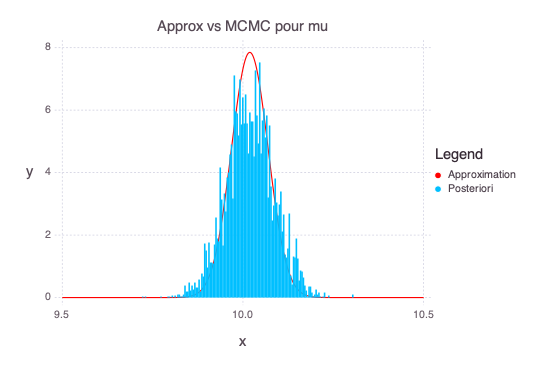 Approx vs MCMC pour mu
8
6
4
2
0
y
9.5
10.0
10.5
x
Legend
Approximation
Posteriori